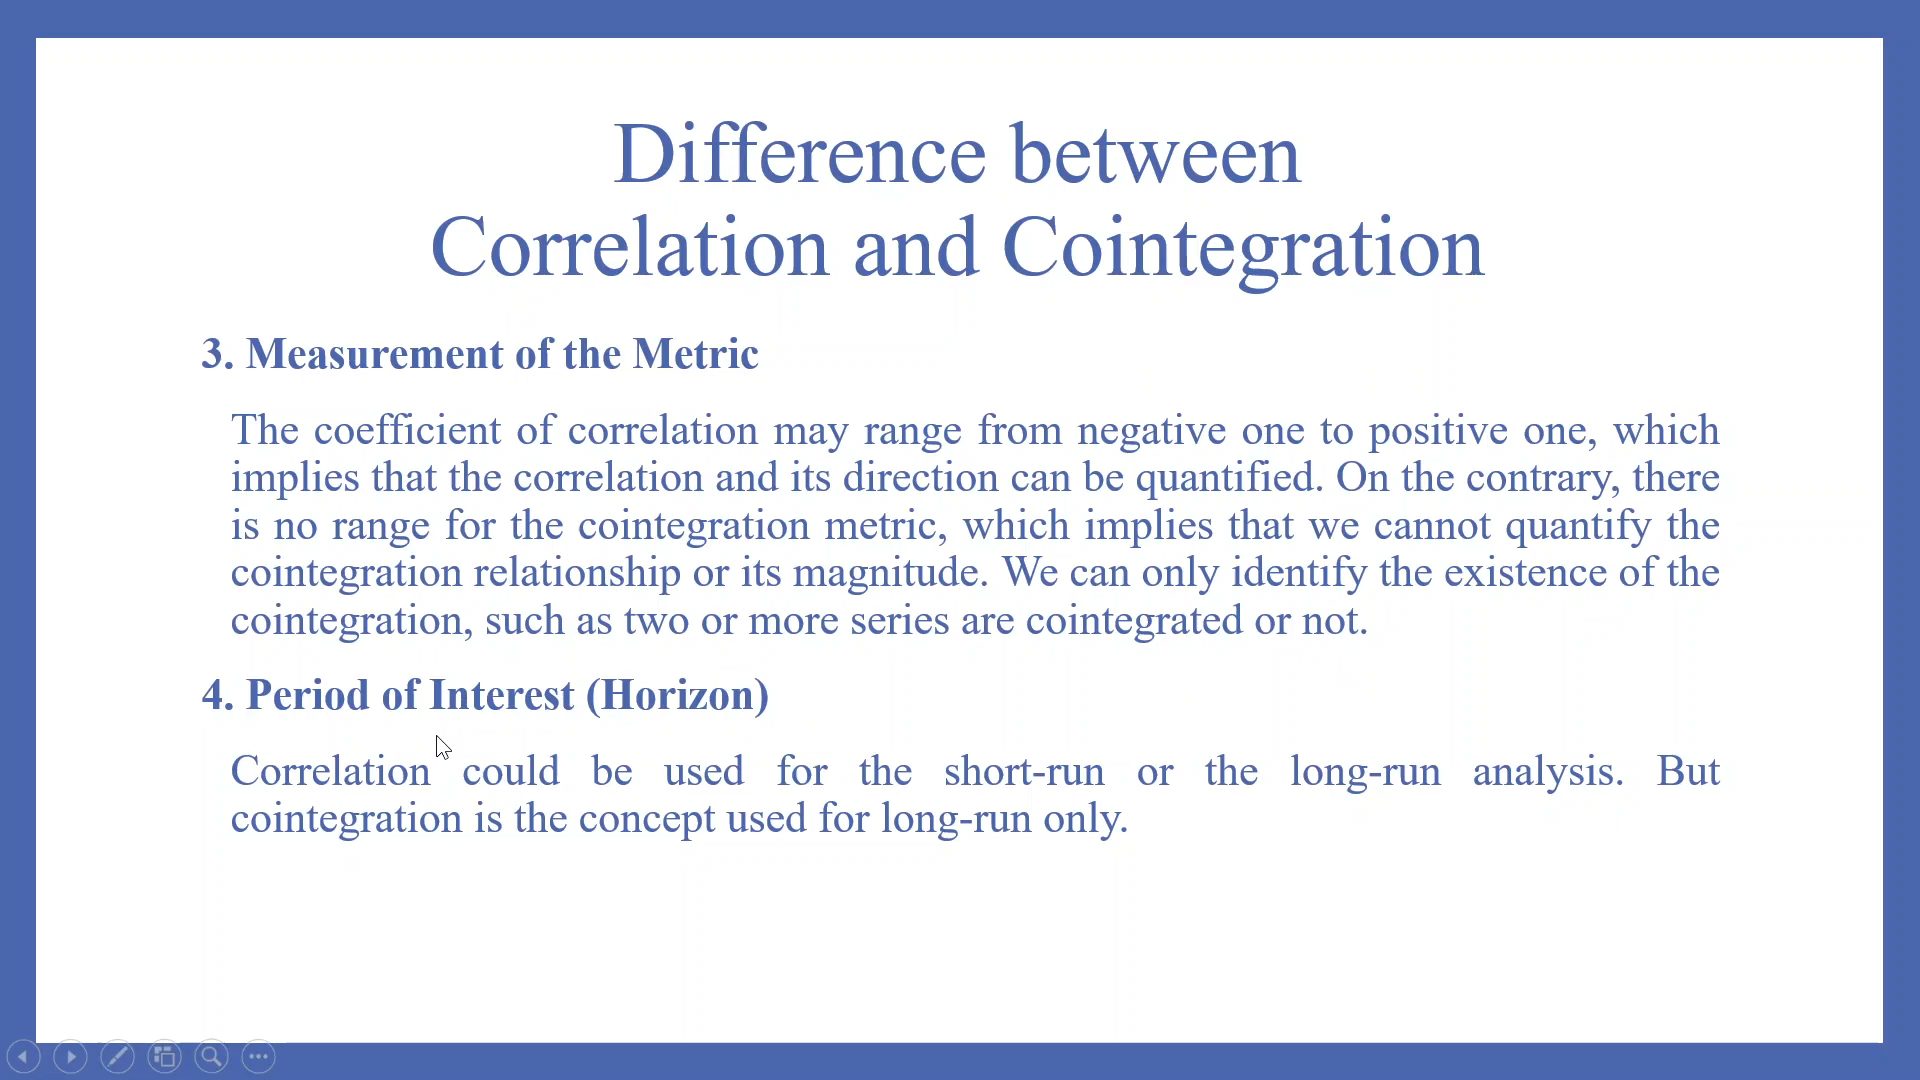 Difference between
Correlation and Cointegration
3. Measurement of the Metric
The coefficient of correlation may range from negative one to positive one, which
implies that the correlation and its direction can be quantified. On the contrary, there
is no range for the cointegration metric, which implies that we cannot quantify the
cointegration relationship or its magnitude. We can only identify the existence of the
cointegration, such as two or more series are cointegrated or not.
4. Period of Interest (Horizon)
Correlation could be used for the short-run or the long-run analysis. But
cointegration is the concept used for long-run only.